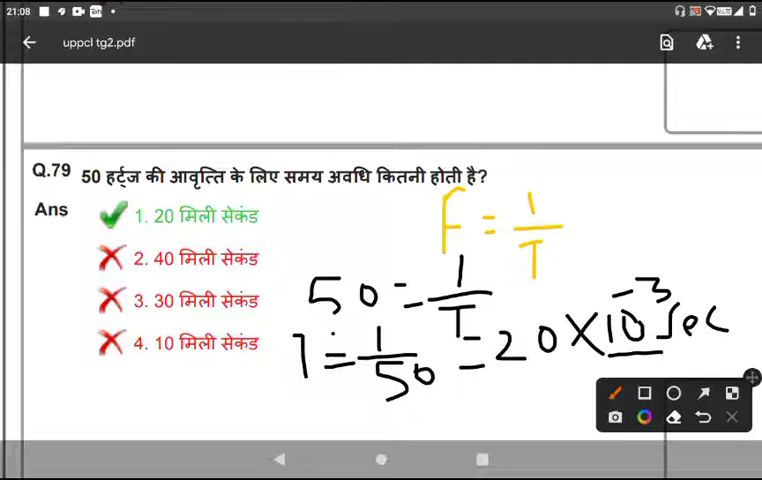 21:08
uppcl tg2.pdf
Q.79 50 हर्ट्ज की आवृत्ति के लिए समय अवधि कितनी होती है?
Ans 1. 20 मिली सेकंड
2. 40 मिली सेकंड
3. 30 मिली सेकंड
4. 10 मिली सेकंड
F = 1/T
50 = 1/T
T = 1/50 = 20 × 10⁻³ Sec